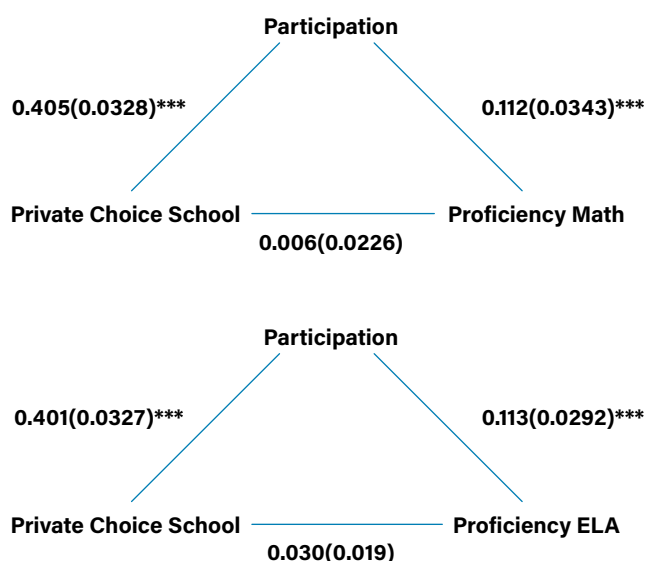 Participation
0.405(0.0328)***
0.112(0.0343)***
Private Choice School
Proficiency Math
0.006(0.0226)
Participation
0.401(0.0327)***
0.113(0.0292)***
Private Choice School
Proficiency ELA
0.030(0.019)